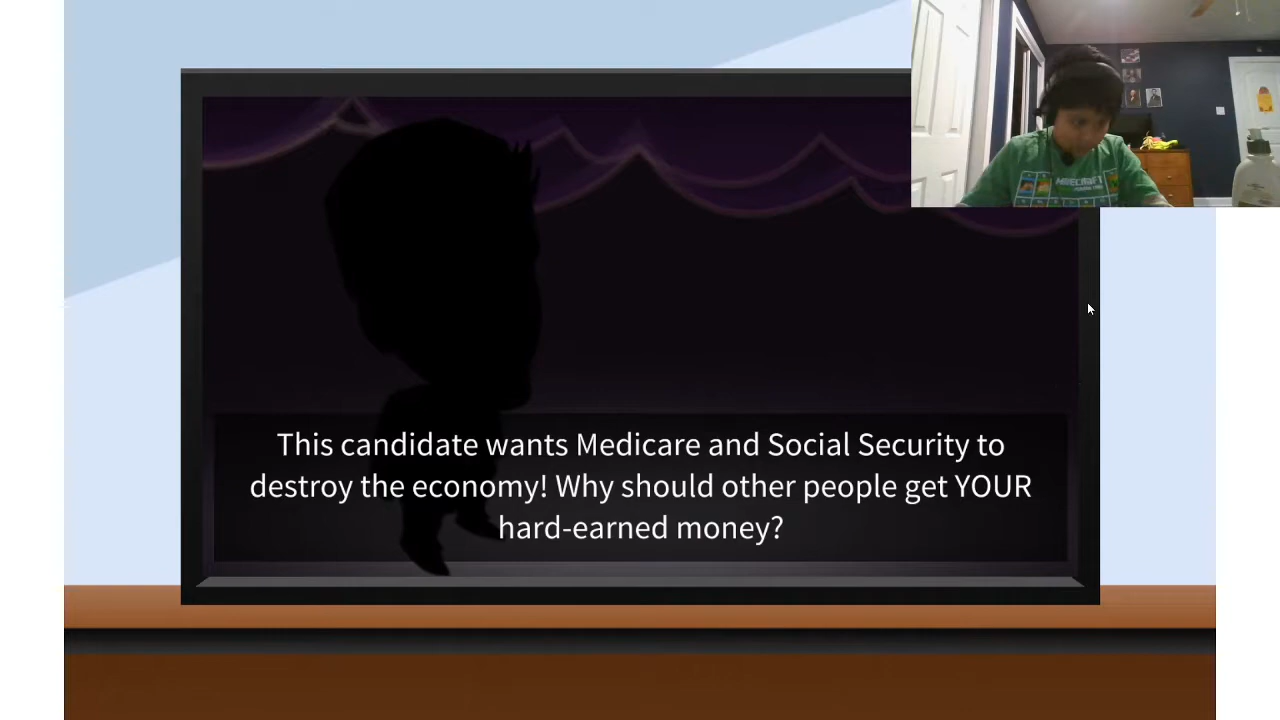 This candidate wants Medicare and Social Security to
destroy the economy! Why should other people get YOUR
hard-earned money?
MINECRAFT